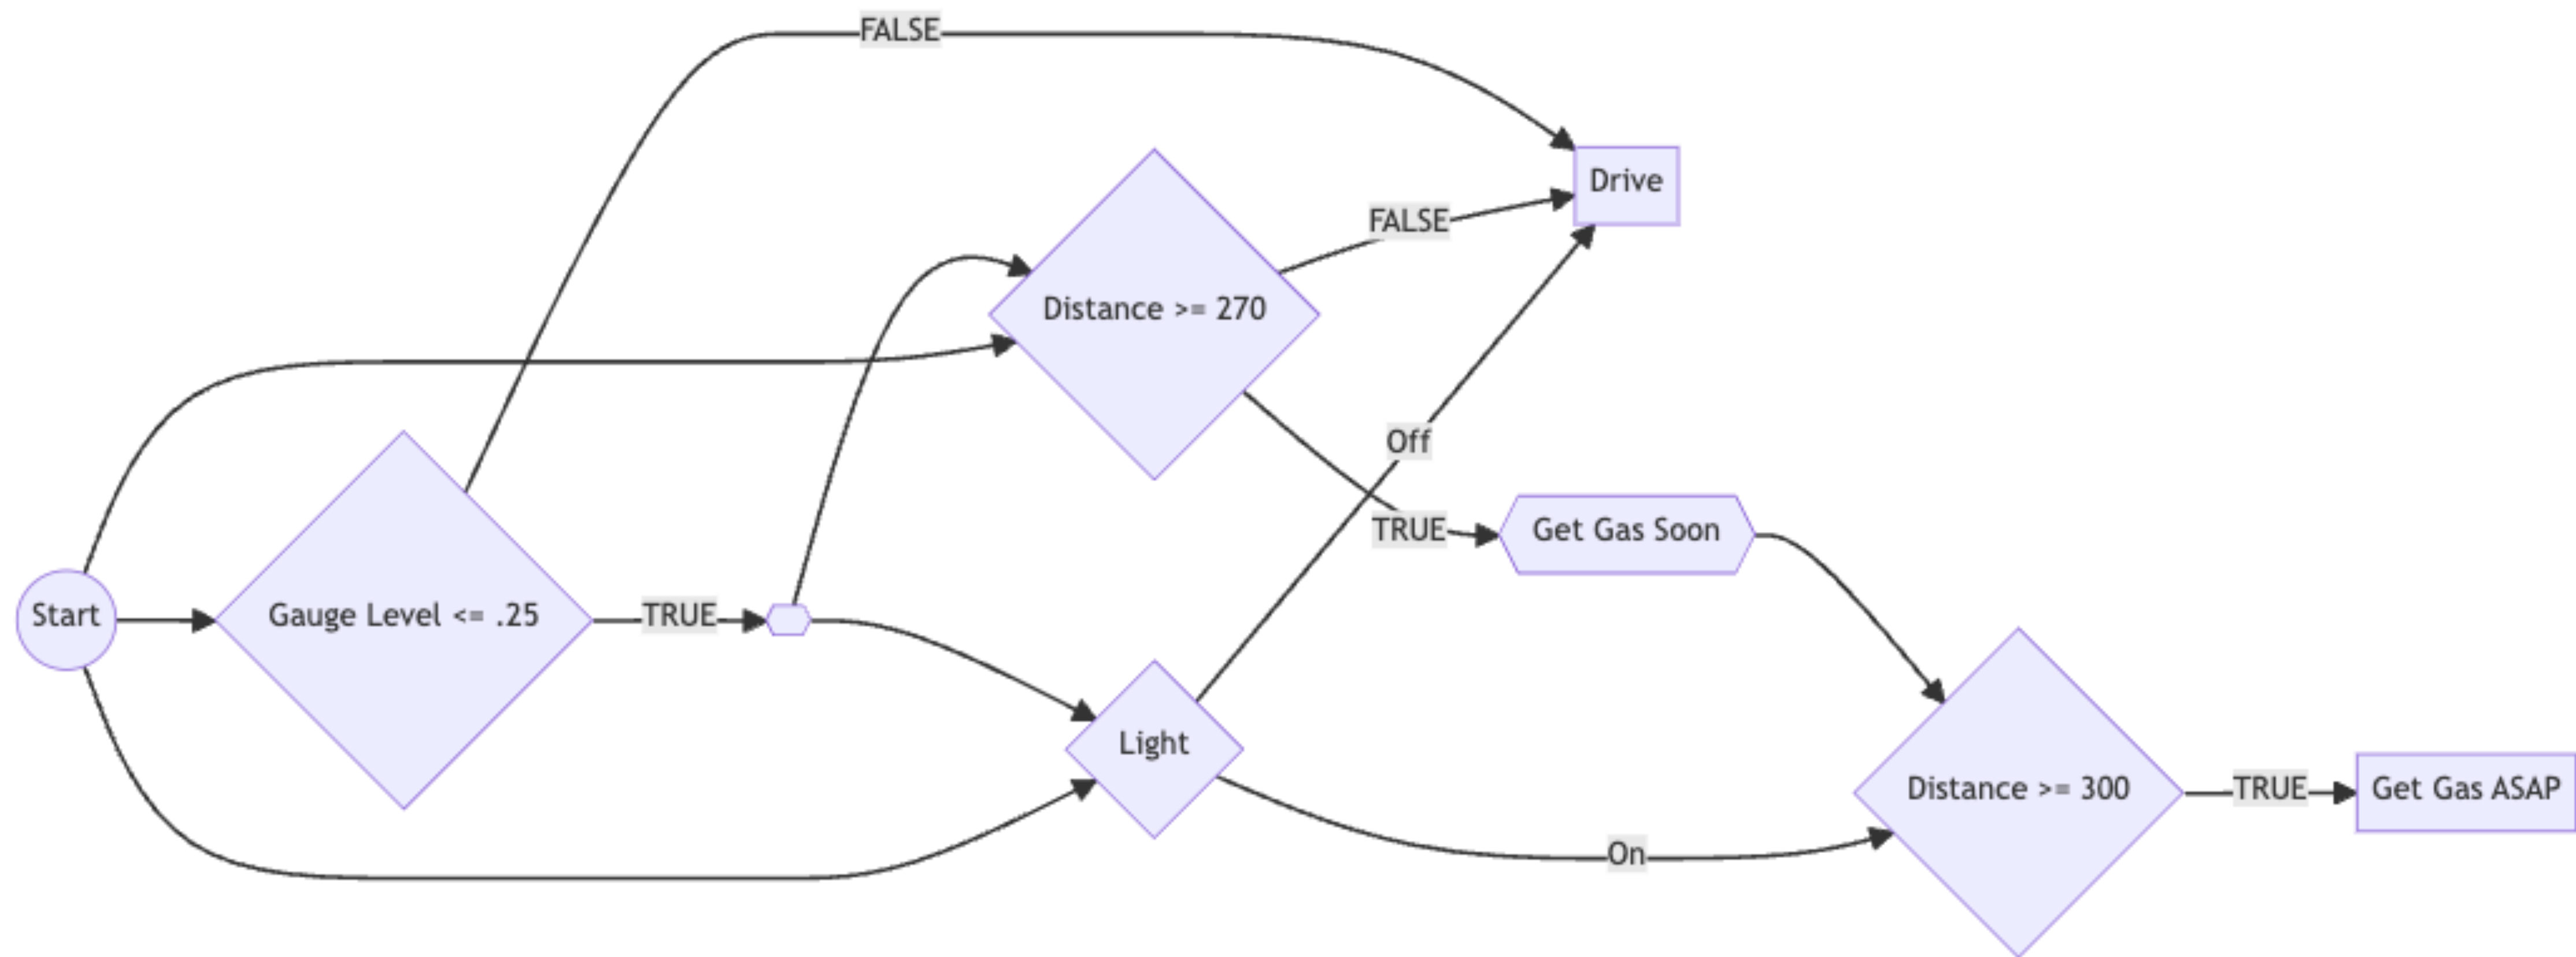 FALSE
Drive
FALSE
Distance >= 270
Off
TRUE
Get Gas Soon
Start
Gauge Level <= .25
TRUE
Light
Distance >= 300
TRUE
Get Gas ASAP
On